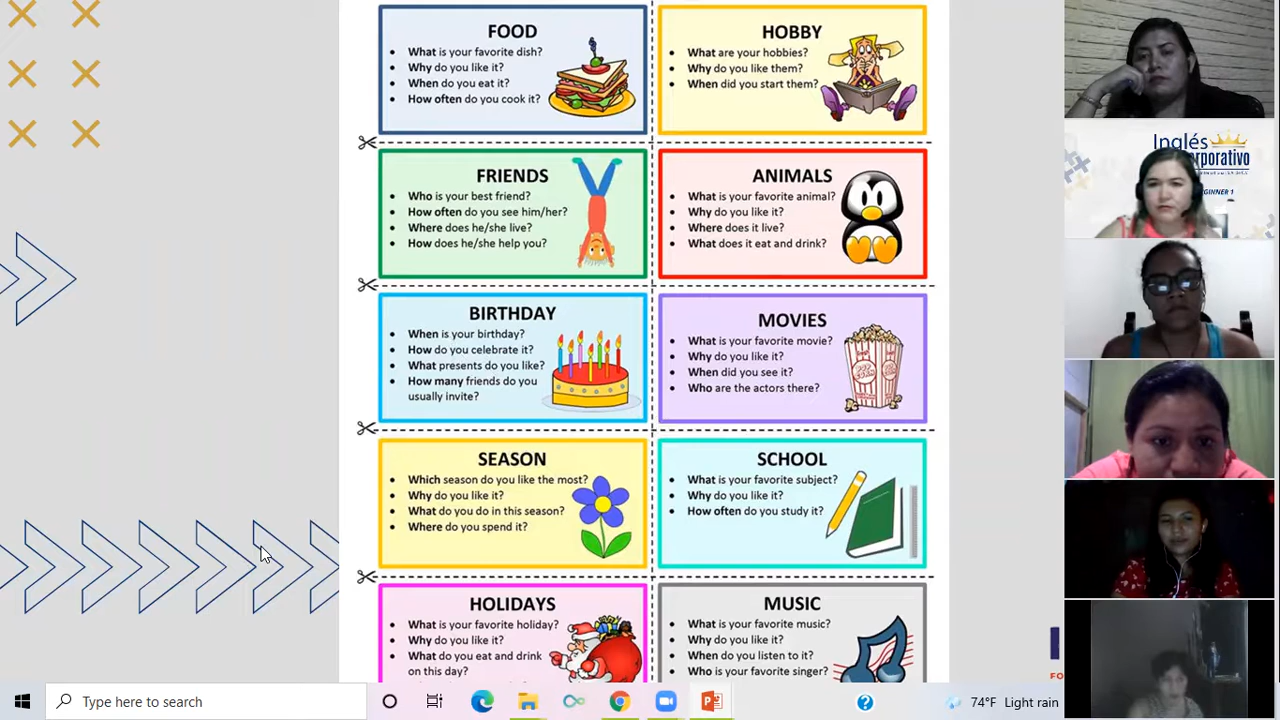 FOOD
What is your favorite dish?
Why do you like it?
When do you eat it?
How often do you cook it?
HOBBY
What are your hobbies?
Why do you like them?
When did you start them?
FRIENDS
Who is your best friend?
How often do you see him/her?
Where does he/she live?
How does he/she help you?
ANIMALS
What is your favorite animal?
Why do you like it?
Where does it live?
What does it eat and drink?
BIRTHDAY
When is your birthday?
How do you celebrate it?
What presents do you like?
How many friends do you
usually invite?
MOVIES
What is your favorite movie?
Why do you like it?
When did you see it?
Who are the actors there?
SEASON
Which season do you like the most?
Why do you like it?
What do you do in this season?
Where do you spend it?
SCHOOL
What is your favorite subject?
Why do you like it?
How often do you study it?
HOLIDAYS
What is your favorite holiday?
Why do you like it?
What do you eat and drink
on this day?
MUSIC
What is your favorite music?
Why do you like it?
When do you listen to it?
Who is your favorite singer?
Inglés
orporativo
GINNER 1
FO
Type here to search
74°F Light rain